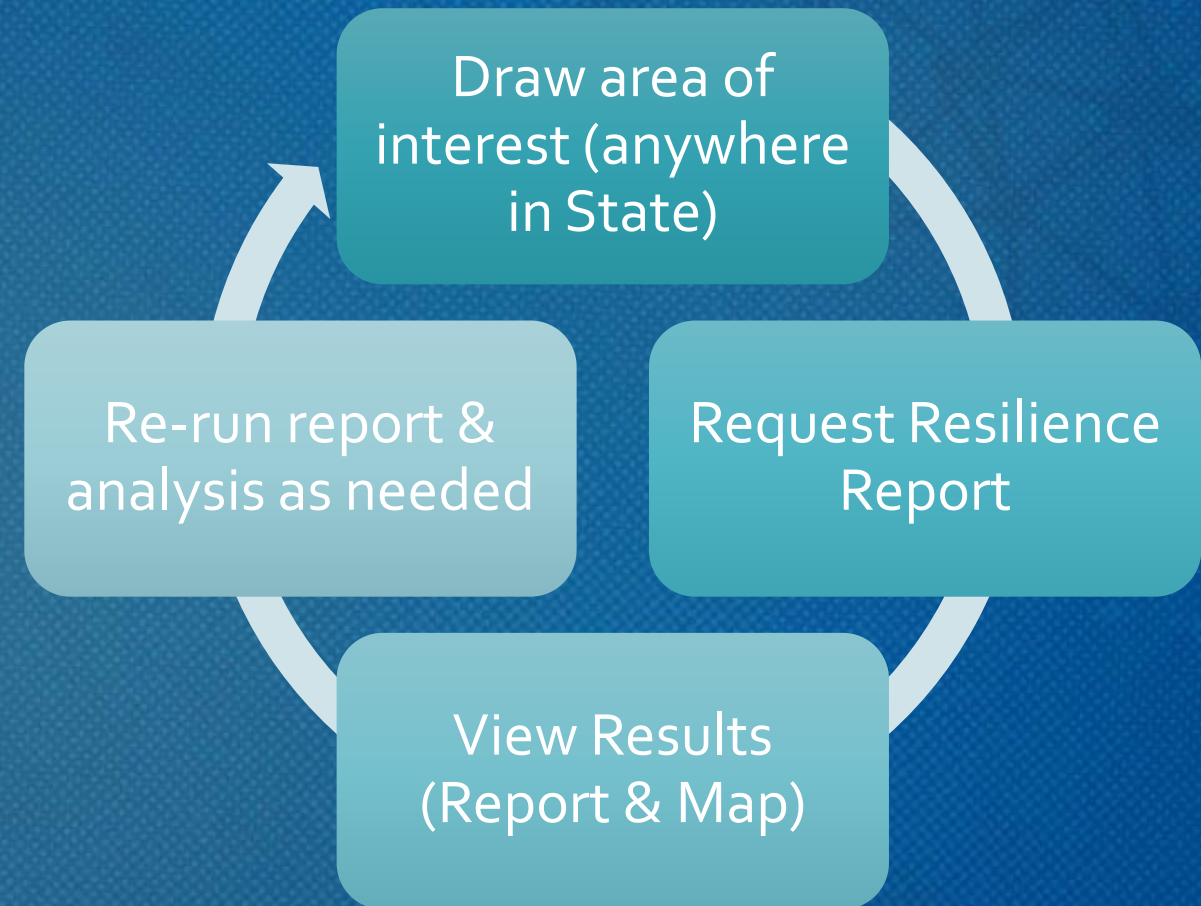 Draw area of
interest (anywhere
in State)
Request Resilience
Report
View Results
(Report & Map)
Re-run report &
analysis as needed